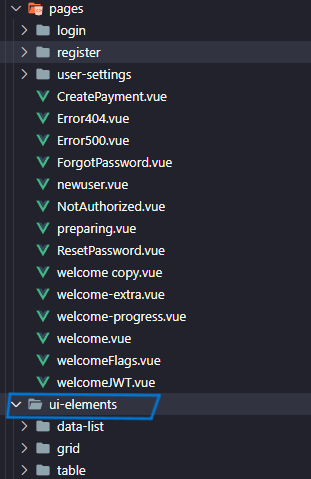 pages
login
register
user-settings
CreatePayment.vue
Error404.vue
Error500.vue
ForgotPassword.vue
newuser.vue
NotAuthorized.vue
preparing.vue
ResetPassword.vue
welcome copy.vue
welcome-extra.vue
welcome-progress.vue
welcome.vue
welcomeFlags.vue
welcomeJWT.vue
ui-elements
data-list
grid
table